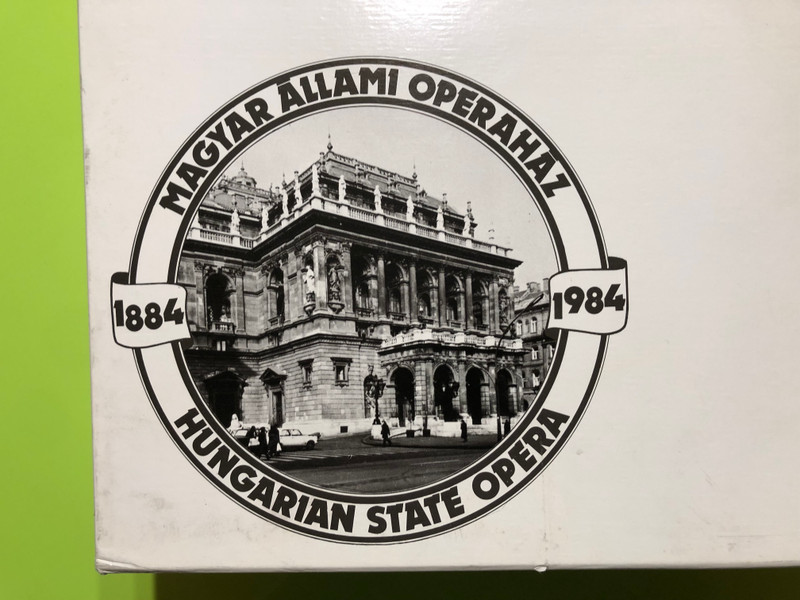 MAGYAR ÁLLAMI OPERAHÁZ
1884
1984
HUNGARIAN STATE OPERA